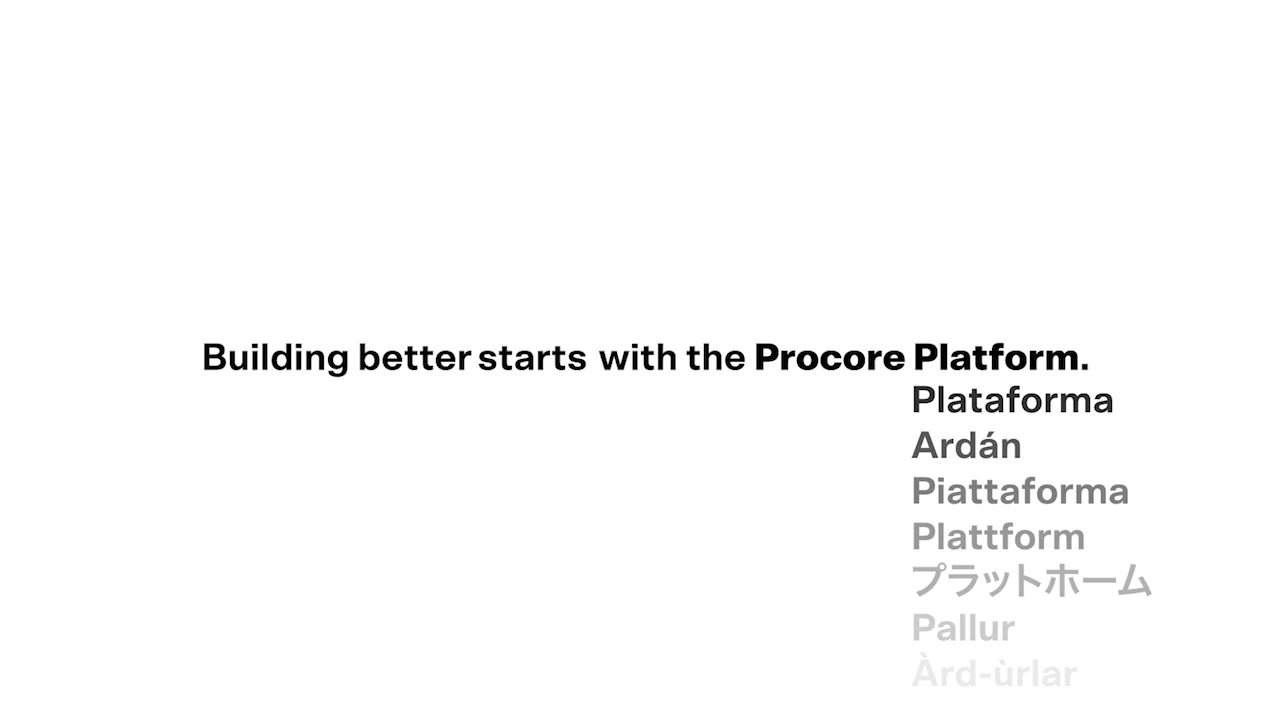 Building better starts with the Procore Platform.
Plataforma
Ardán
Piattaforma
Plattform
プラットホーム
Pallur
Àrd-ùrlar